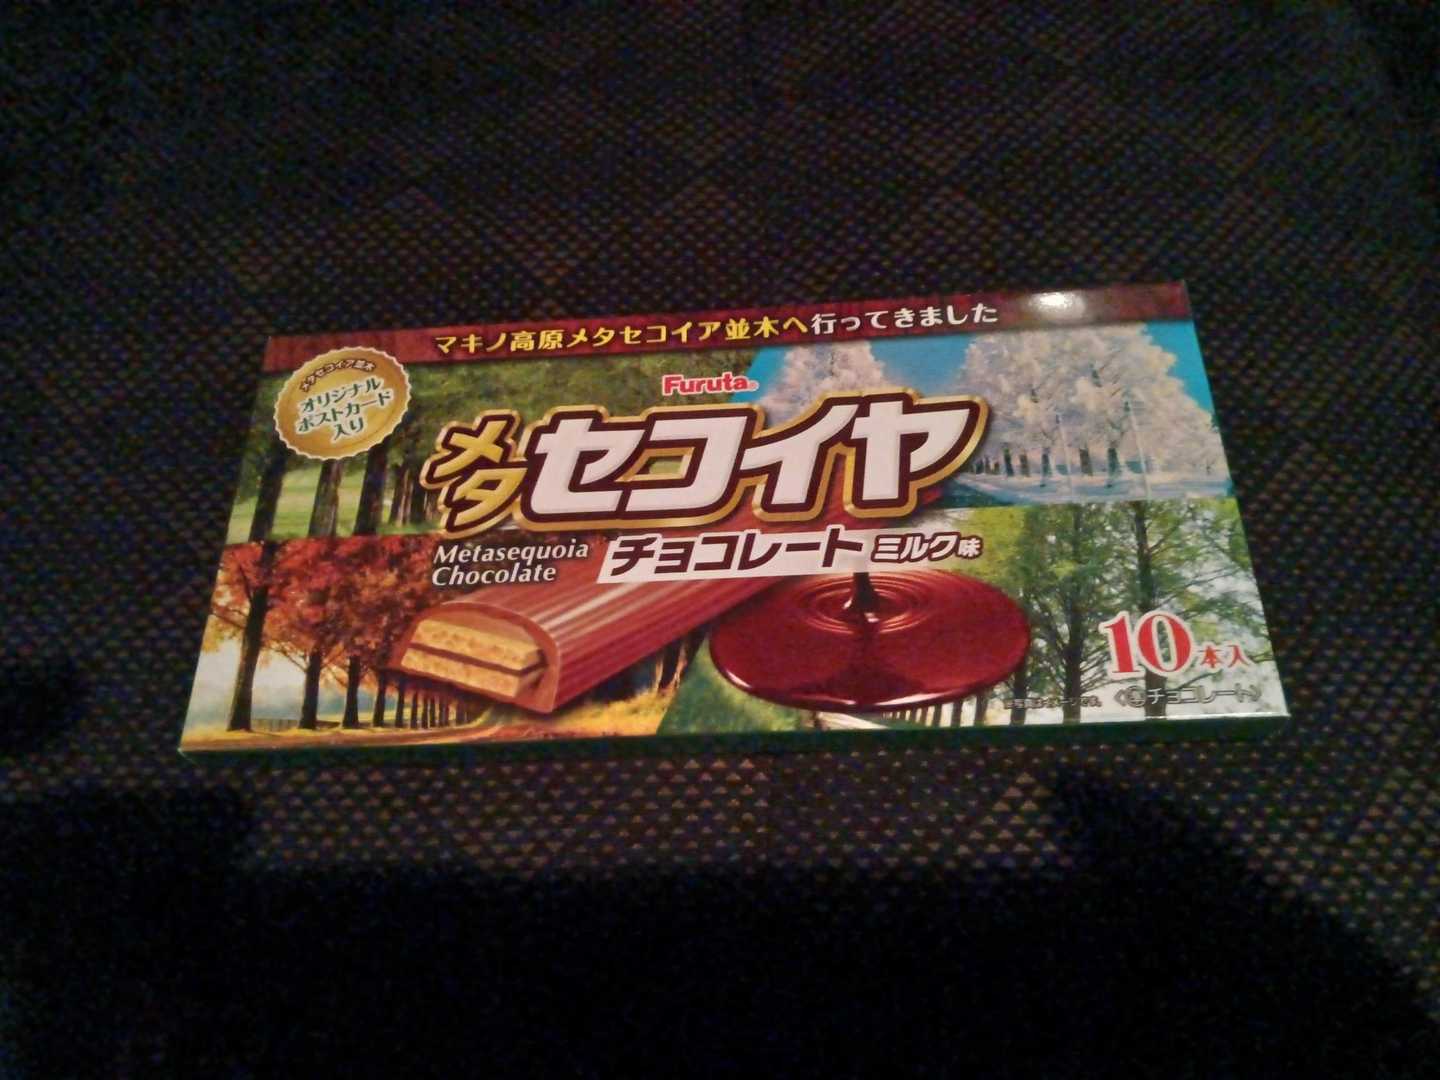 マキノ高原メタセコイア並木へ行ってきました
メタセコイア並木
オリジナル
ポストカード
入り
Furuta®
メタセコイヤ
Metasequoia
Chocolate
チョコレート ミルク味
10本入
〈準チョコレート〉